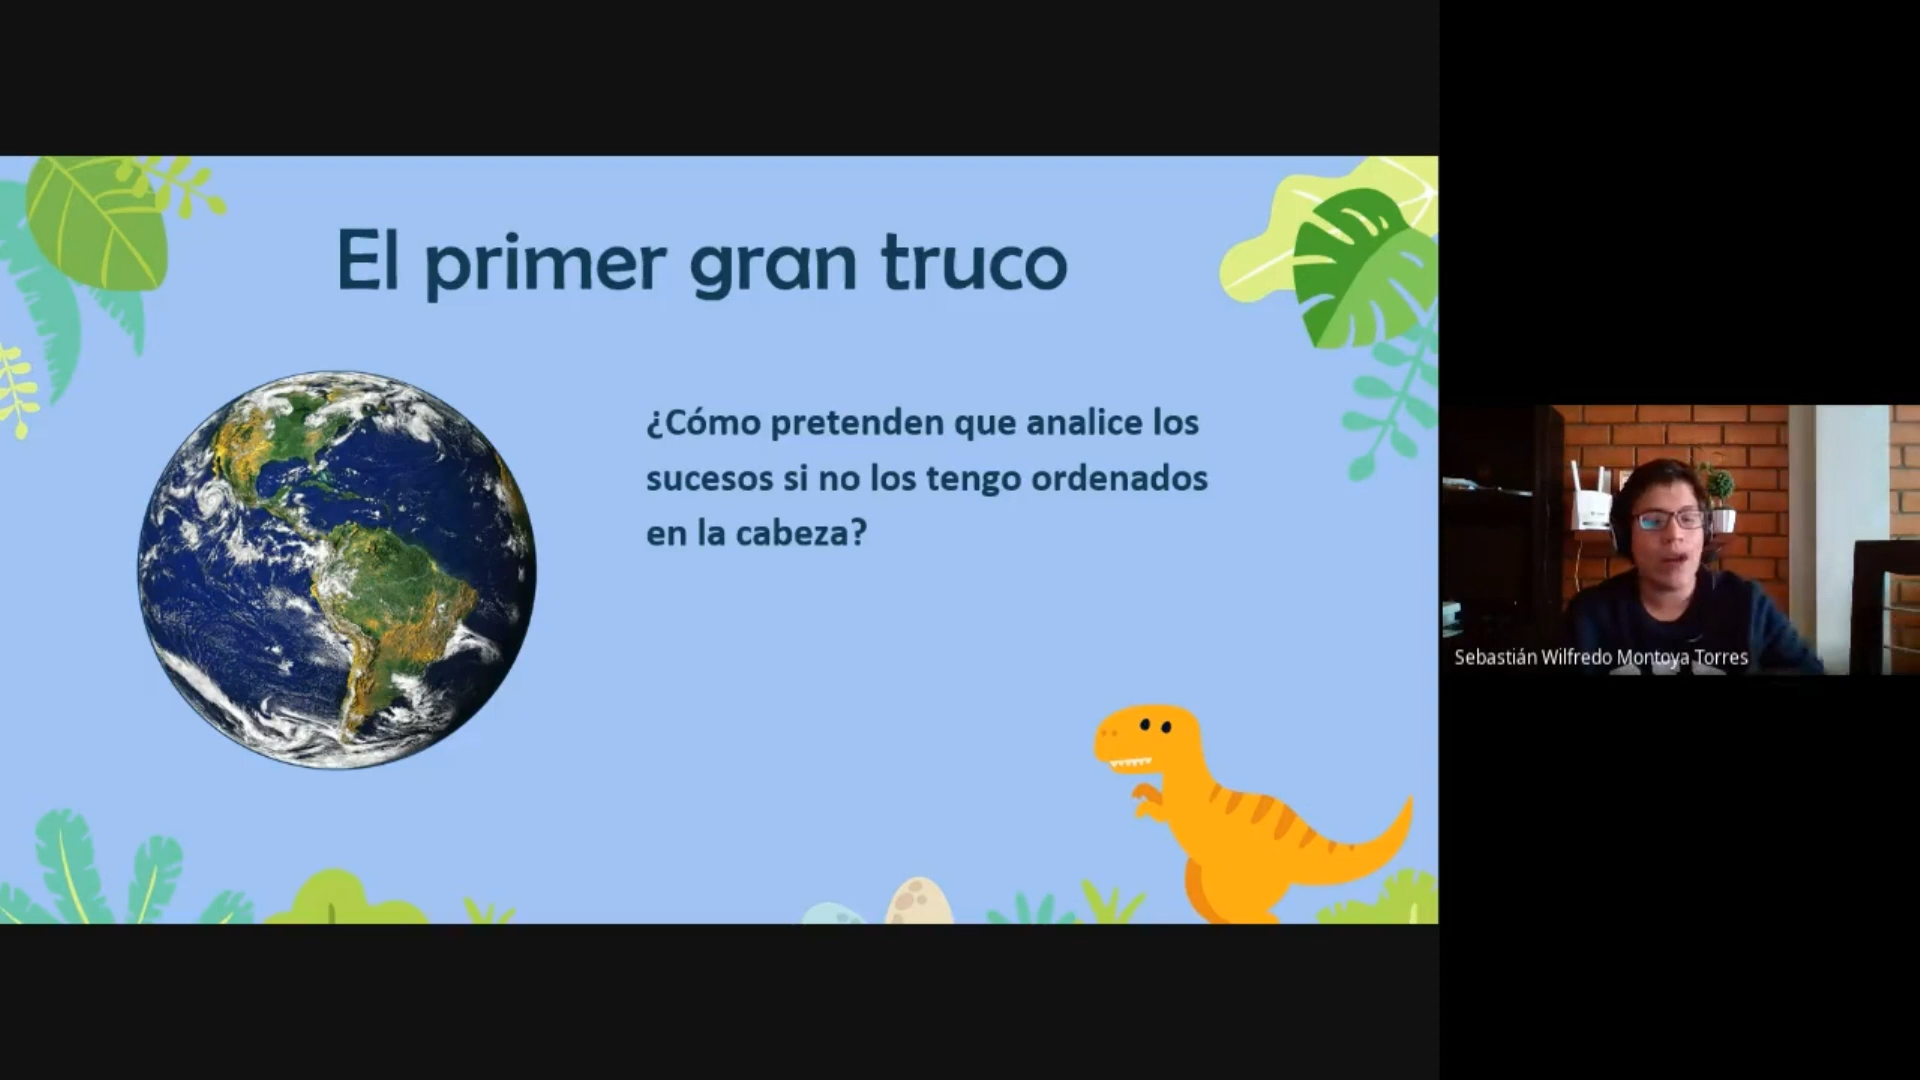 El primer gran truco
¿Cómo pretenden que analice los
sucesos si no los tengo ordenados
en la cabeza?
Sebastián Wilfredo Montoya Torres